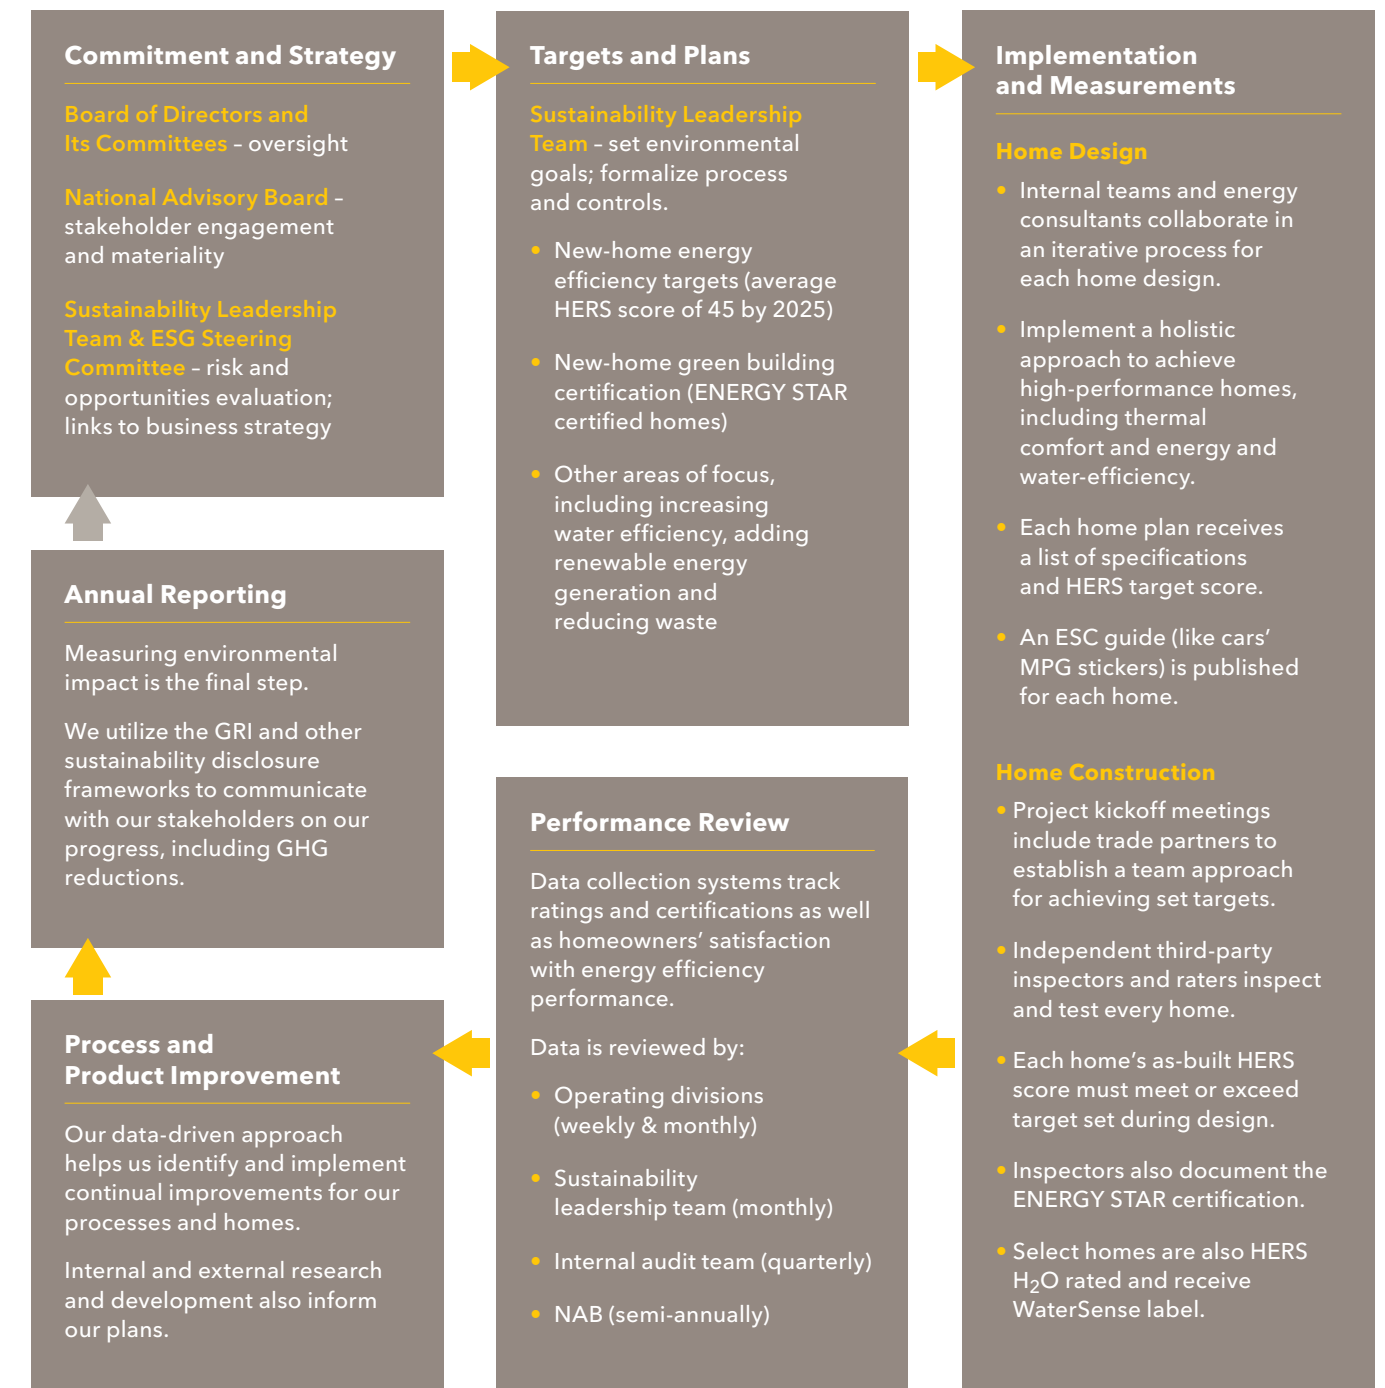 Commitment and Strategy
Board of Directors and
Its Committees – oversight
National Advisory Board –
stakeholder engagement
and materiality
Sustainability Leadership
Team & ESG Steering
Committee – risk and
opportunities evaluation;
links to business strategy
Targets and Plans
Sustainability Leadership
Team – set environmental
goals; formalize process
and controls.
• New-home energy
efficiency targets (average
HERS score of 45 by 2025)
• New-home green building
certification (ENERGY STAR
certified homes)
• Other areas of focus,
including increasing
water efficiency, adding
renewable energy
generation and
reducing waste
Implementation
and Measurements
Home Design
• Internal teams and energy
consultants collaborate in
an iterative process for
each home design.
• Implement a holistic
approach to achieve
high-performance homes,
including thermal
comfort and energy and
water-efficiency.
• Each home plan receives
a list of specifications
and HERS target score.
• An ESC guide (like cars’
MPG stickers) is published
for each home.
Home Construction
• Project kickoff meetings
include trade partners to
establish a team approach
for achieving set targets.
• Independent third-party
inspectors and raters inspect
and test every home.
• Each home’s as-built HERS
score must meet or exceed
target set during design.
• Inspectors also document the
ENERGY STAR certification.
• Select homes are also HERS
H₂O rated and receive
WaterSense label.
Performance Review
Data collection systems track
ratings and certifications as well
as homeowners’ satisfaction
with energy efficiency
performance.
Data is reviewed by:
• Operating divisions
(weekly & monthly)
• Sustainability
leadership team (monthly)
• Internal audit team (quarterly)
• NAB (semi-annually)
Process and
Product Improvement
Our data-driven approach
helps us identify and implement
continual improvements for our
processes and homes.
Internal and external research
and development also inform
our plans.
Annual Reporting
Measuring environmental
impact is the final step.
We utilize the GRI and other
sustainability disclosure
frameworks to communicate
with our stakeholders on our
progress, including GHG
reductions.